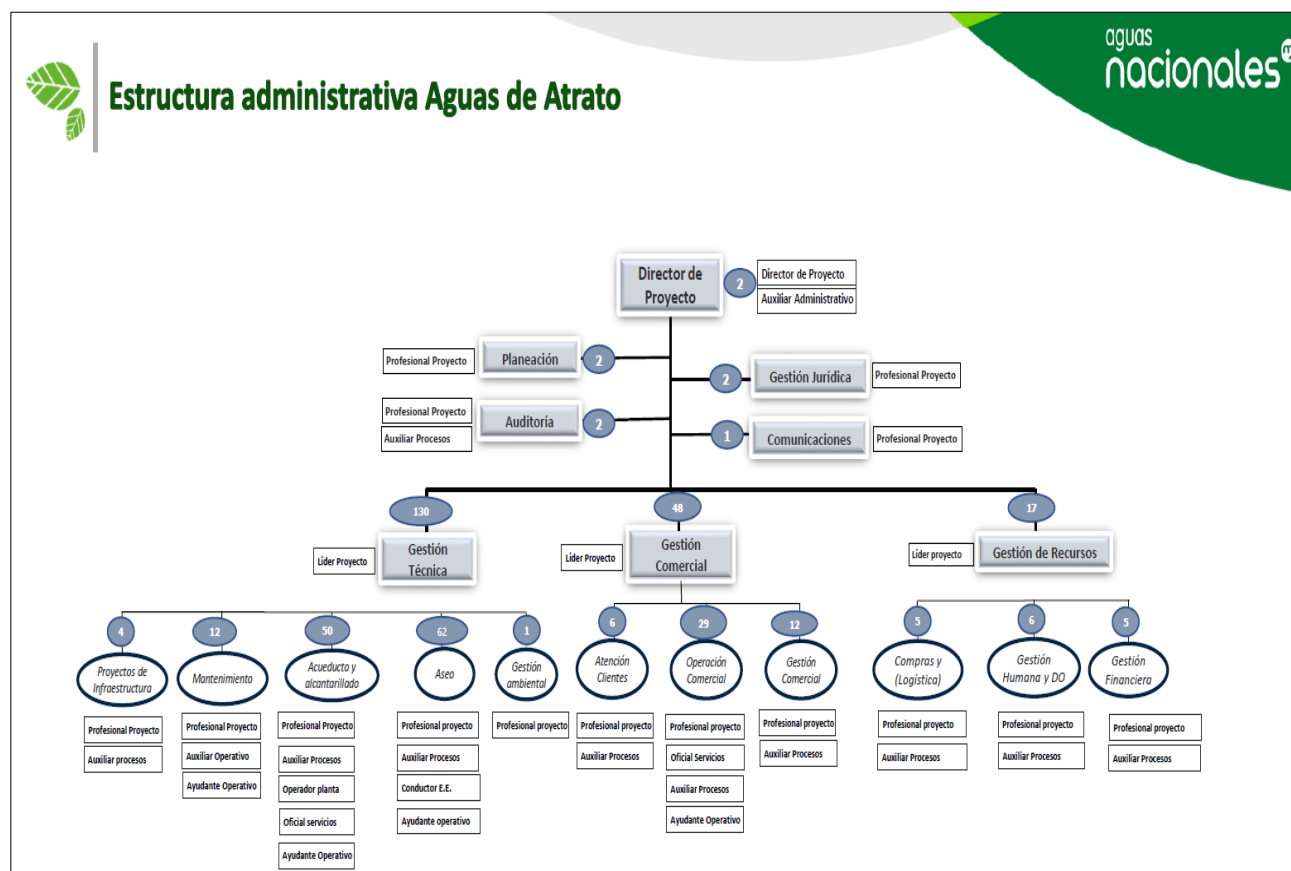 aguas
nacionales
Estructura administrativa Aguas de Atrato
Director de
Proyecto
2
Director de Proyecto
Auxiliar Administrativo
Profesional Proyecto
Planeación
2
2
Gestión Jurídica
Profesional Proyecto
Profesional Proyecto
Auxiliar Procesos
Auditoría
2
1
Comunicaciones
Profesional Proyecto
130
48
17
Líder Proyecto
Gestión
Técnica
Líder Proyecto
Gestión
Comercial
Líder proyecto
Gestión de Recursos
4
12
50
62
1
6
29
12
5
6
5
Proyectos de
Infraestructura
Mantenimiento
Acueducto y
alcantarillado
Aseo
Gestión
ambiental
Atención
Clientes
Operación
Comercial
Gestión
Comercial
Compras y
(Logística)
Gestión
Humana y DO
Gestión
Financiera
Profesional Proyecto
Auxiliar procesos
Profesional Proyecto
Auxiliar Operativo
Ayudante Operativo
Profesional Proyecto
Auxiliar Procesos
Operador planta
Oficial servicios
Ayudante Operativo
Profesional proyecto
Auxiliar Procesos
Conductor E.E.
Ayudante operativo
Profesional proyecto
Profesional proyecto
Auxiliar Procesos
Profesional proyecto
Oficial Servicios
Auxiliar Procesos
Ayudante Operativo
Profesional proyecto
Auxiliar Procesos
Profesional proyecto
Auxiliar Procesos
Profesional proyecto
Auxiliar Procesos
Profesional proyecto
Auxiliar Procesos